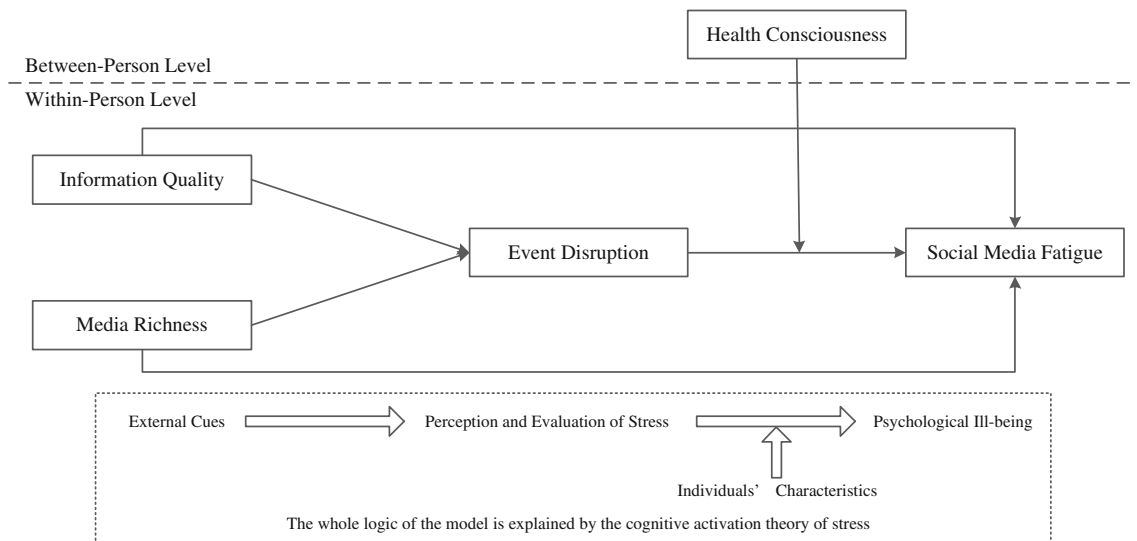 Health Consciousness
Between-Person Level
Within-Person Level
Information Quality
Event Disruption
Social Media Fatigue
Media Richness
External Cues
Perception and Evaluation of Stress
Psychological Ill-being
Individuals’ Characteristics
The whole logic of the model is explained by the cognitive activation theory of stress